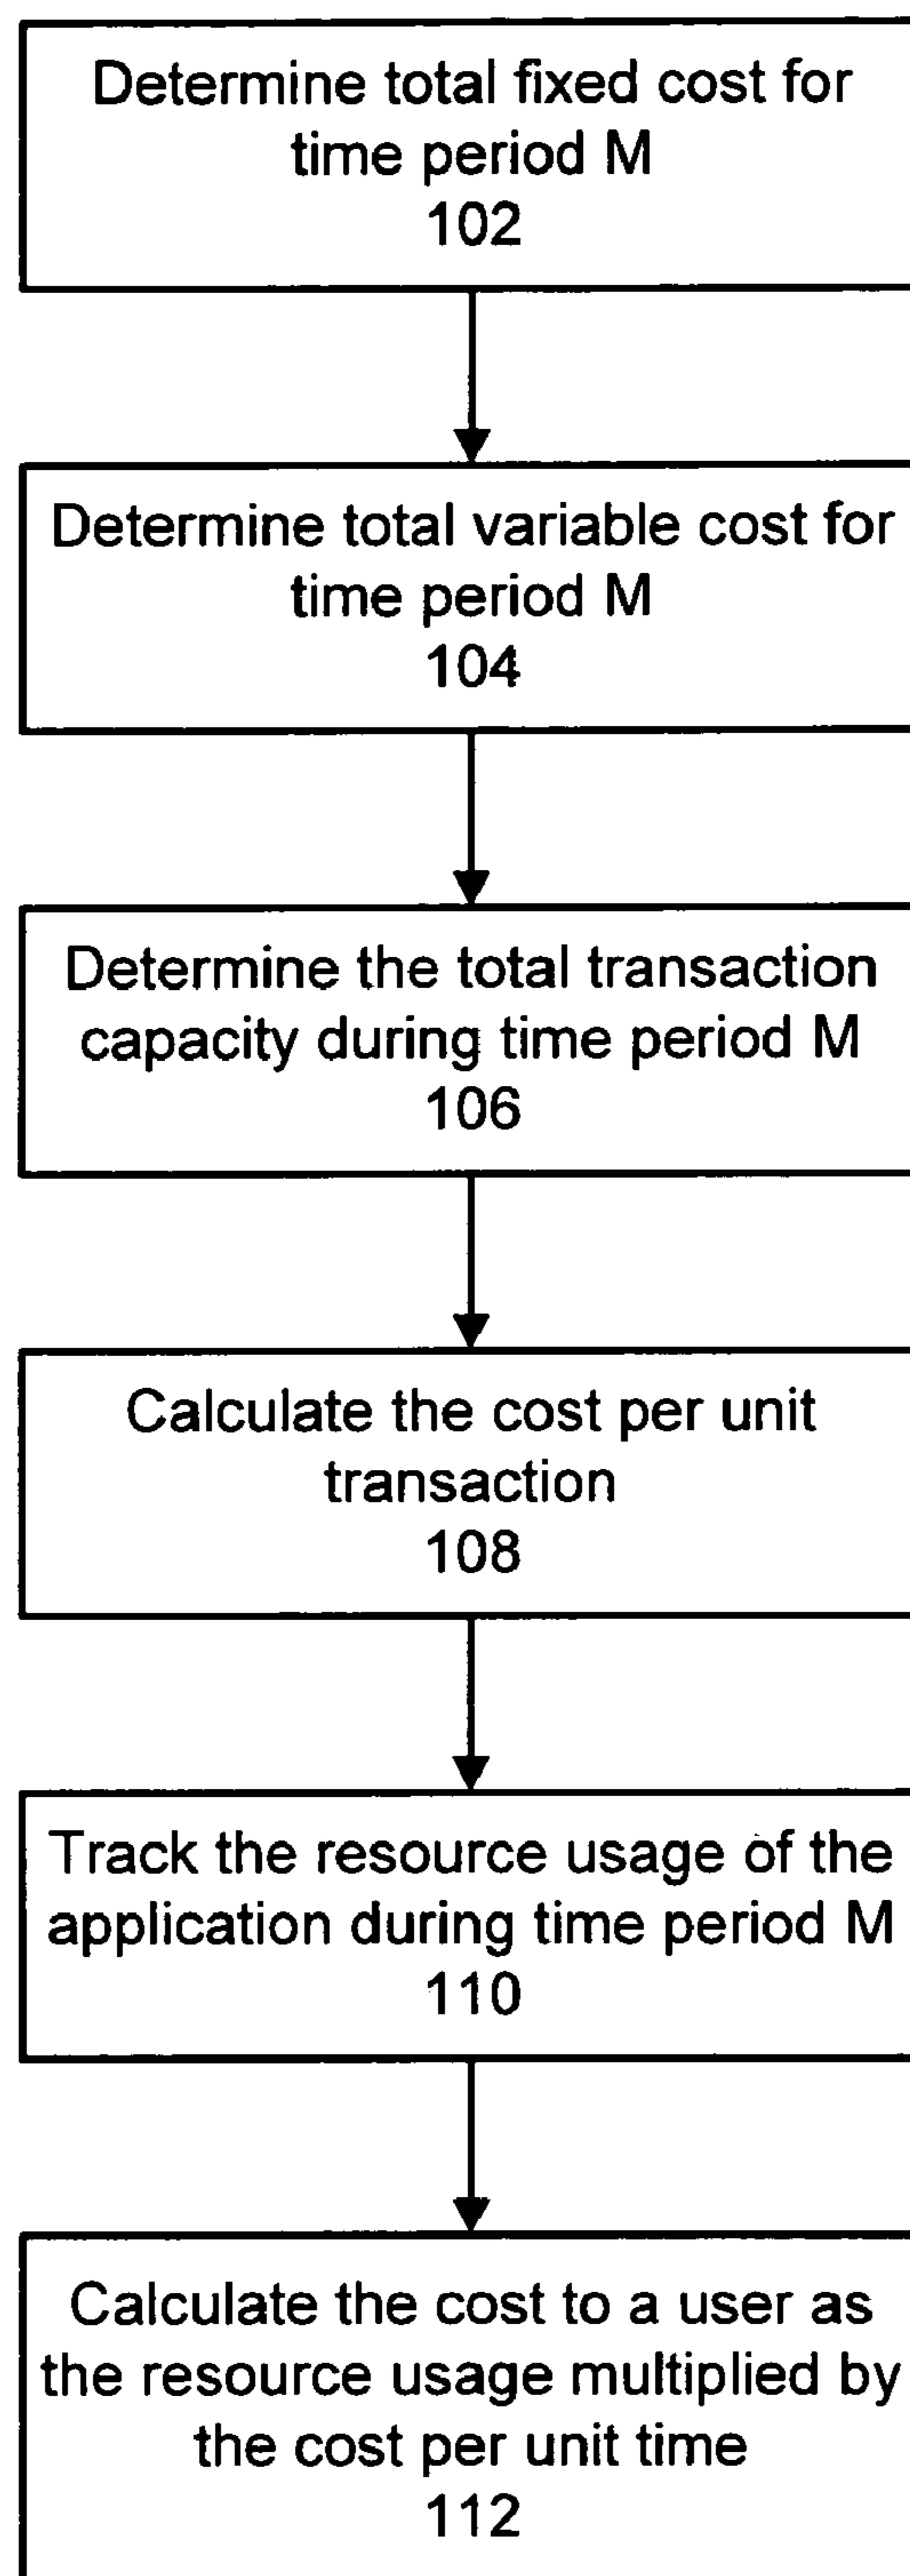 Determine total fixed cost for
time period M
102
Determine total variable cost for
time period M
104
Determine the total transaction
capacity during time period M
106
Calculate the cost per unit
transaction
108
Track the resource usage of the
application during time period M
110
Calculate the cost to a user as
the resource usage multiplied by
the cost per unit time
112